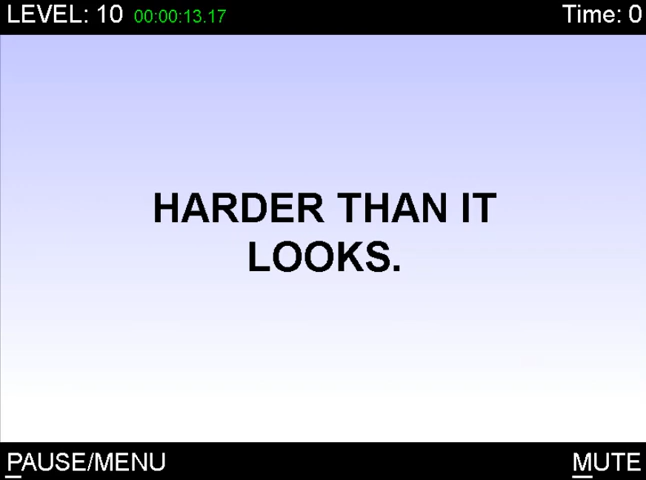 LEVEL: 10 00:00:13.17 Time: 0
HARDER THAN IT
LOOKS.
PAUSE/MENU MUTE